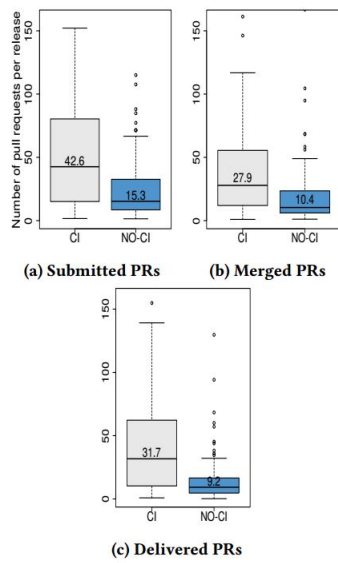 Number of pull requests per release
150
100
50
0
42.6
15.3
CI
NO-CI
(a) Submitted PRs
150
100
50
0
27.9
10.4
CI
NO-CI
(b) Merged PRs
150
100
50
0
31.7
9.2
CI
NO-CI
(c) Delivered PRs